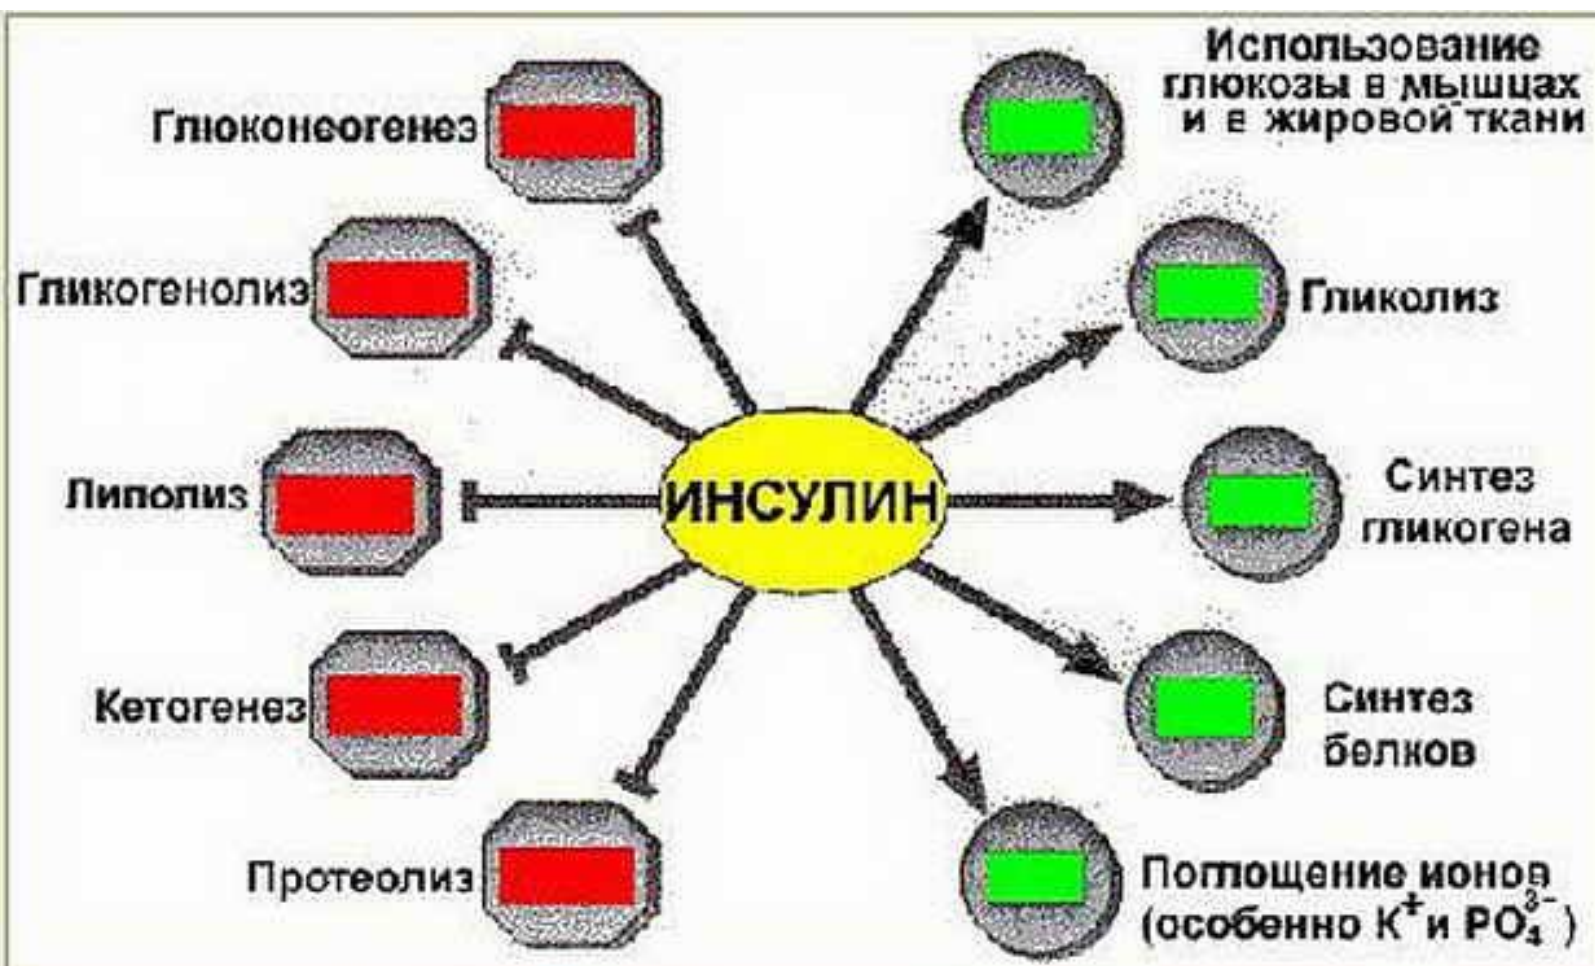 Глюконеогенез
Гликогенолиз
Липолиз
Кетогенез
Протеолиз
ИНСУЛИН
Использование
глюкозы в мышцах
и в жировой ткани
Гликолиз
Синтез
гликогена
Синтез
белков
Поглощение ионов
(особенно K⁺ и PO₄³⁻)